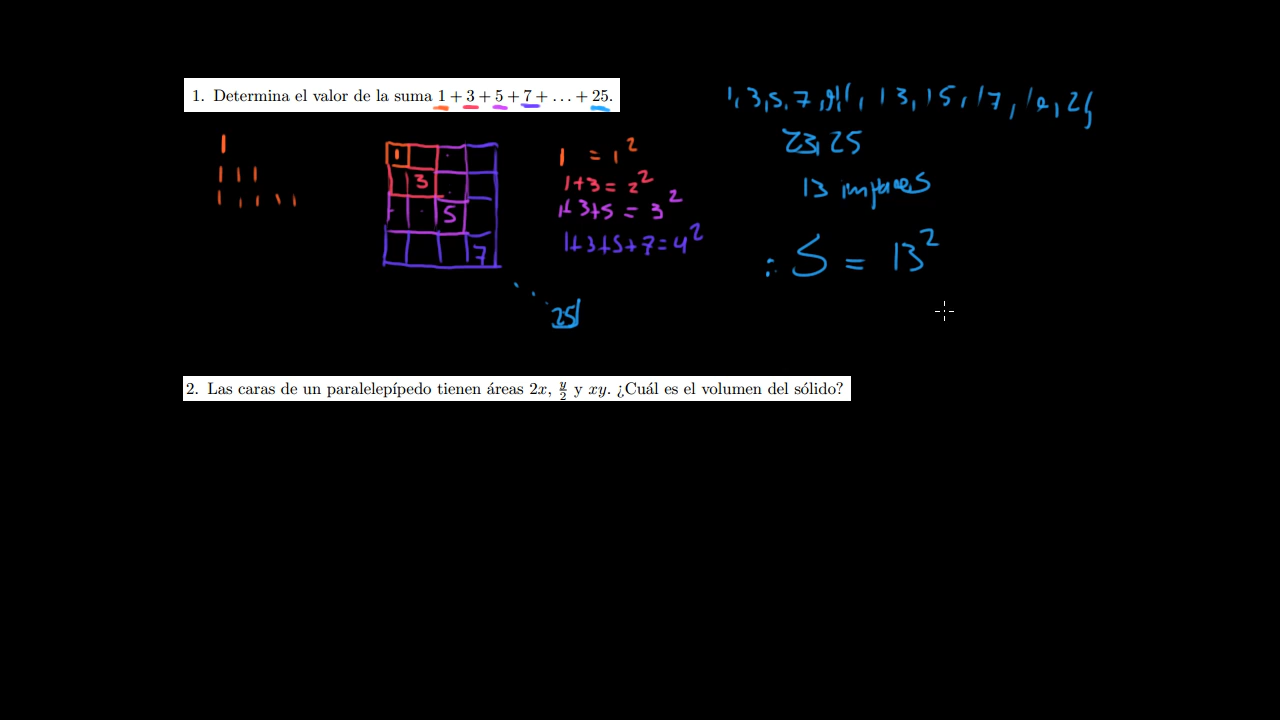 1. Determina el valor de la suma 1 + 3 + 5 + 7 + ... + 25.
1
1 1 1
1 1 1 1 1
1
3
5
7
25
1 = 1²
1+3 = 2²
1+3+5 = 3²
1+3+5+7 = 4²
1, 3, 5, 7, 9, 11, 13, 15, 17, 19, 21,
23, 25
13 impares
∴ S = 13²
2. Las caras de un paralelepípedo tienen áreas 2x, y/2 y xy. ¿Cuál es el volumen del sólido?